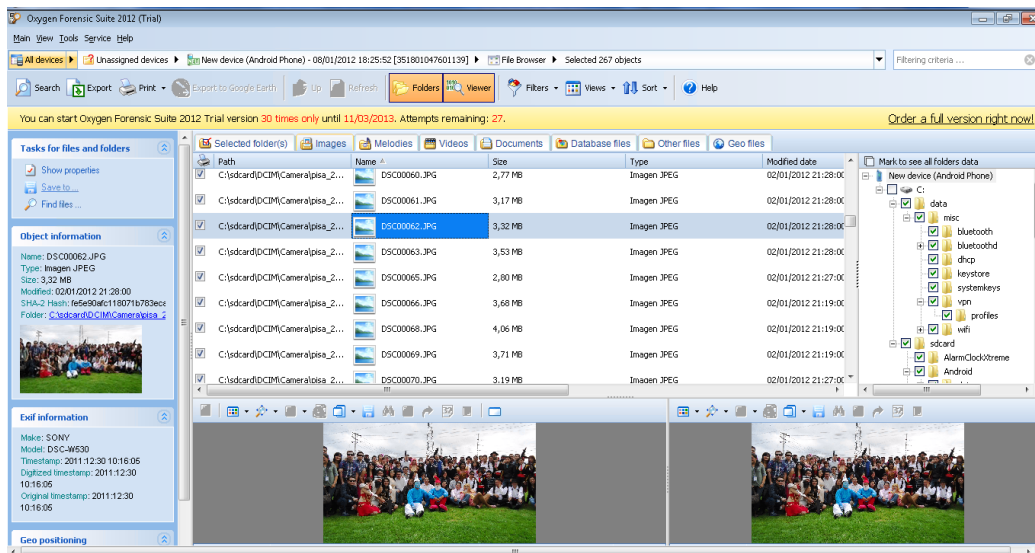 Oxygen Forensic Suite 2012 (Trial)
Main View Tools Service Help
All devices Unassigned devices New device (Android Phone) - 08/01/2012 18:25:52 [351801047601139] File Browser Selected 267 objects Filtering criteria ...
Search Export Print Export to Google Earth Up Refresh Folders Viewer Filters Views Sort Help
You can start Oxygen Forensic Suite 2012 Trial version 30 times only until 11/03/2013. Attempts remaining: 27. Order a full version right now!
Tasks for files and folders
Show properties
Save to ...
Find files ...
Object information
Name: DSC00062.JPG
Type: Imagen JPEG
Size: 3,32 MB
Modified: 02/01/2012 21:28:00
SHA-2 Hash: fe5e90afc118071b783eca
Folder: C:\sdcard\DCIM\Camera\pisa_2
Exif information
Make: SONY
Model: DSC-W530
Timestamp: 2011:12:30 10:16:05
Digitized timestamp: 2011:12:30
10:16:05
Original timestamp: 2011:12:30
10:16:05
Geo positioning
Selected folder(s) Images Melodies Videos Documents Database files Other files Geo files
Path Name Size Type Modified date
C:\sdcard\DCIM\Camera\pisa_2... DSC00060.JPG 2,77 MB Imagen JPEG 02/01/2012 21:28:00
C:\sdcard\DCIM\Camera\pisa_2... DSC00061.JPG 3,17 MB Imagen JPEG 02/01/2012 21:28:00
C:\sdcard\DCIM\Camera\pisa_2... DSC00062.JPG 3,32 MB Imagen JPEG 02/01/2012 21:28:00
C:\sdcard\DCIM\Camera\pisa_2... DSC00063.JPG 3,53 MB Imagen JPEG 02/01/2012 21:28:00
C:\sdcard\DCIM\Camera\pisa_2... DSC00065.JPG 2,80 MB Imagen JPEG 02/01/2012 21:27:00
C:\sdcard\DCIM\Camera\pisa_2... DSC00066.JPG 3,68 MB Imagen JPEG 02/01/2012 21:19:00
C:\sdcard\DCIM\Camera\pisa_2... DSC00068.JPG 4,06 MB Imagen JPEG 02/01/2012 21:19:00
C:\sdcard\DCIM\Camera\pisa_2... DSC00069.JPG 3,71 MB Imagen JPEG 02/01/2012 21:19:00
C:\sdcard\DCIM\Camera\pisa_2... DSC00070.JPG 3,19 MB Imagen JPEG 02/01/2012 21:27:00
Mark to see all folders data
New device (Android Phone)
C:
data
misc
bluetooth
bluetoothd
dhcp
keystore
systemkeys
vpn
profiles
wifi
sdcard
AlarmClockXtreme
Android